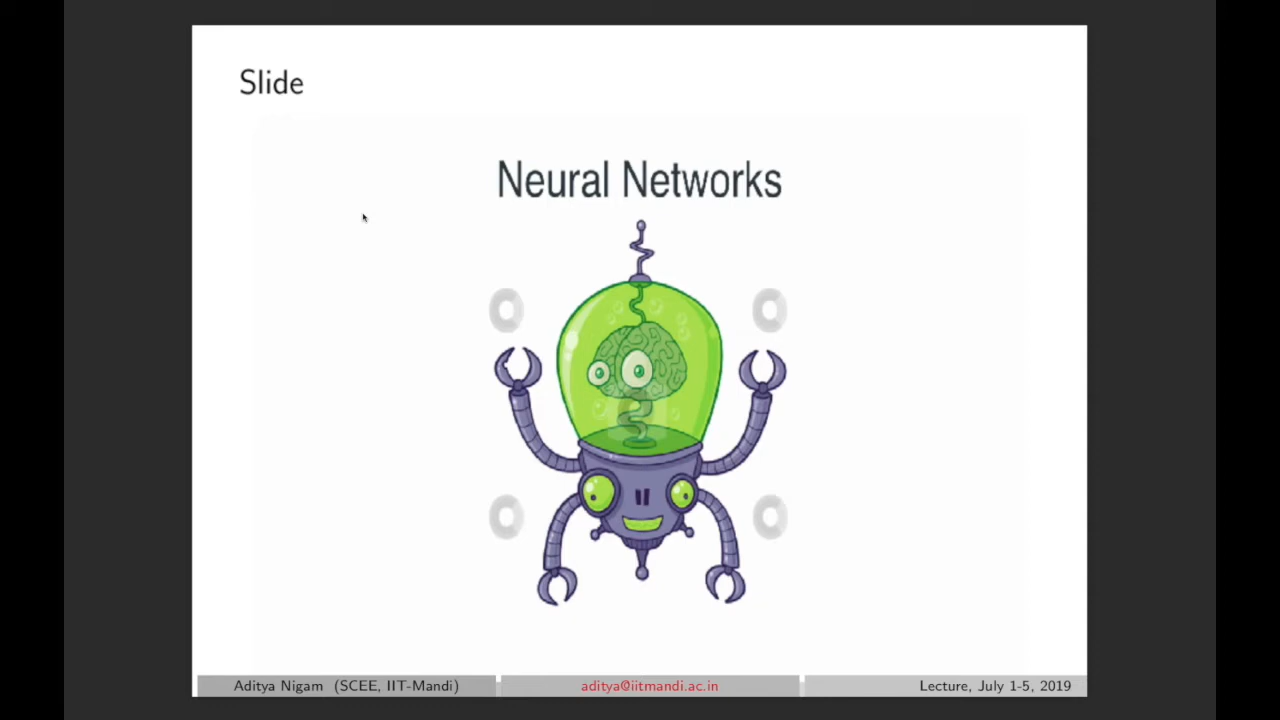 Slide
Neural Networks
Aditya Nigam (SCEE, IIT-Mandi)
aditya@iitmandi.ac.in
Lecture, July 1-5, 2019